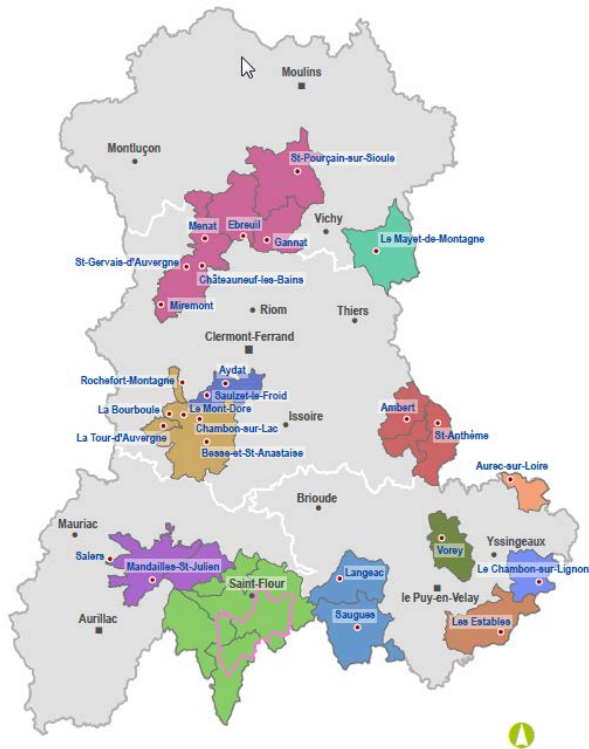 Moulins
Montluçon
St-Pourçain-sur-Sioule
Vichy
Menat
Ebreuil
Gannat
Le Mayet-de-Montagne
St-Gervais-d'Auvergne
Châteauneuf-les-Bains
Miremont
Riom
Thiers
Clermont-Ferrand
Aydat
Rochefort-Montagne
Saulzet-le-Froid
La Bourboule
Le Mont-Dore
Chambon-sur-Lac
Issoire
Ambert
La Tour-d'Auvergne
St-Anthème
Besse-et-St-Anastaise
Aurec-sur-Loire
Brioude
Mauriac
Salers
Mandailles-St-Julien
Vorey
Yssingeaux
Saint-Flour
Langeac
Le Chambon-sur-Lignon
le Puy-en-Velay
Aurillac
Saugues
Les Estables